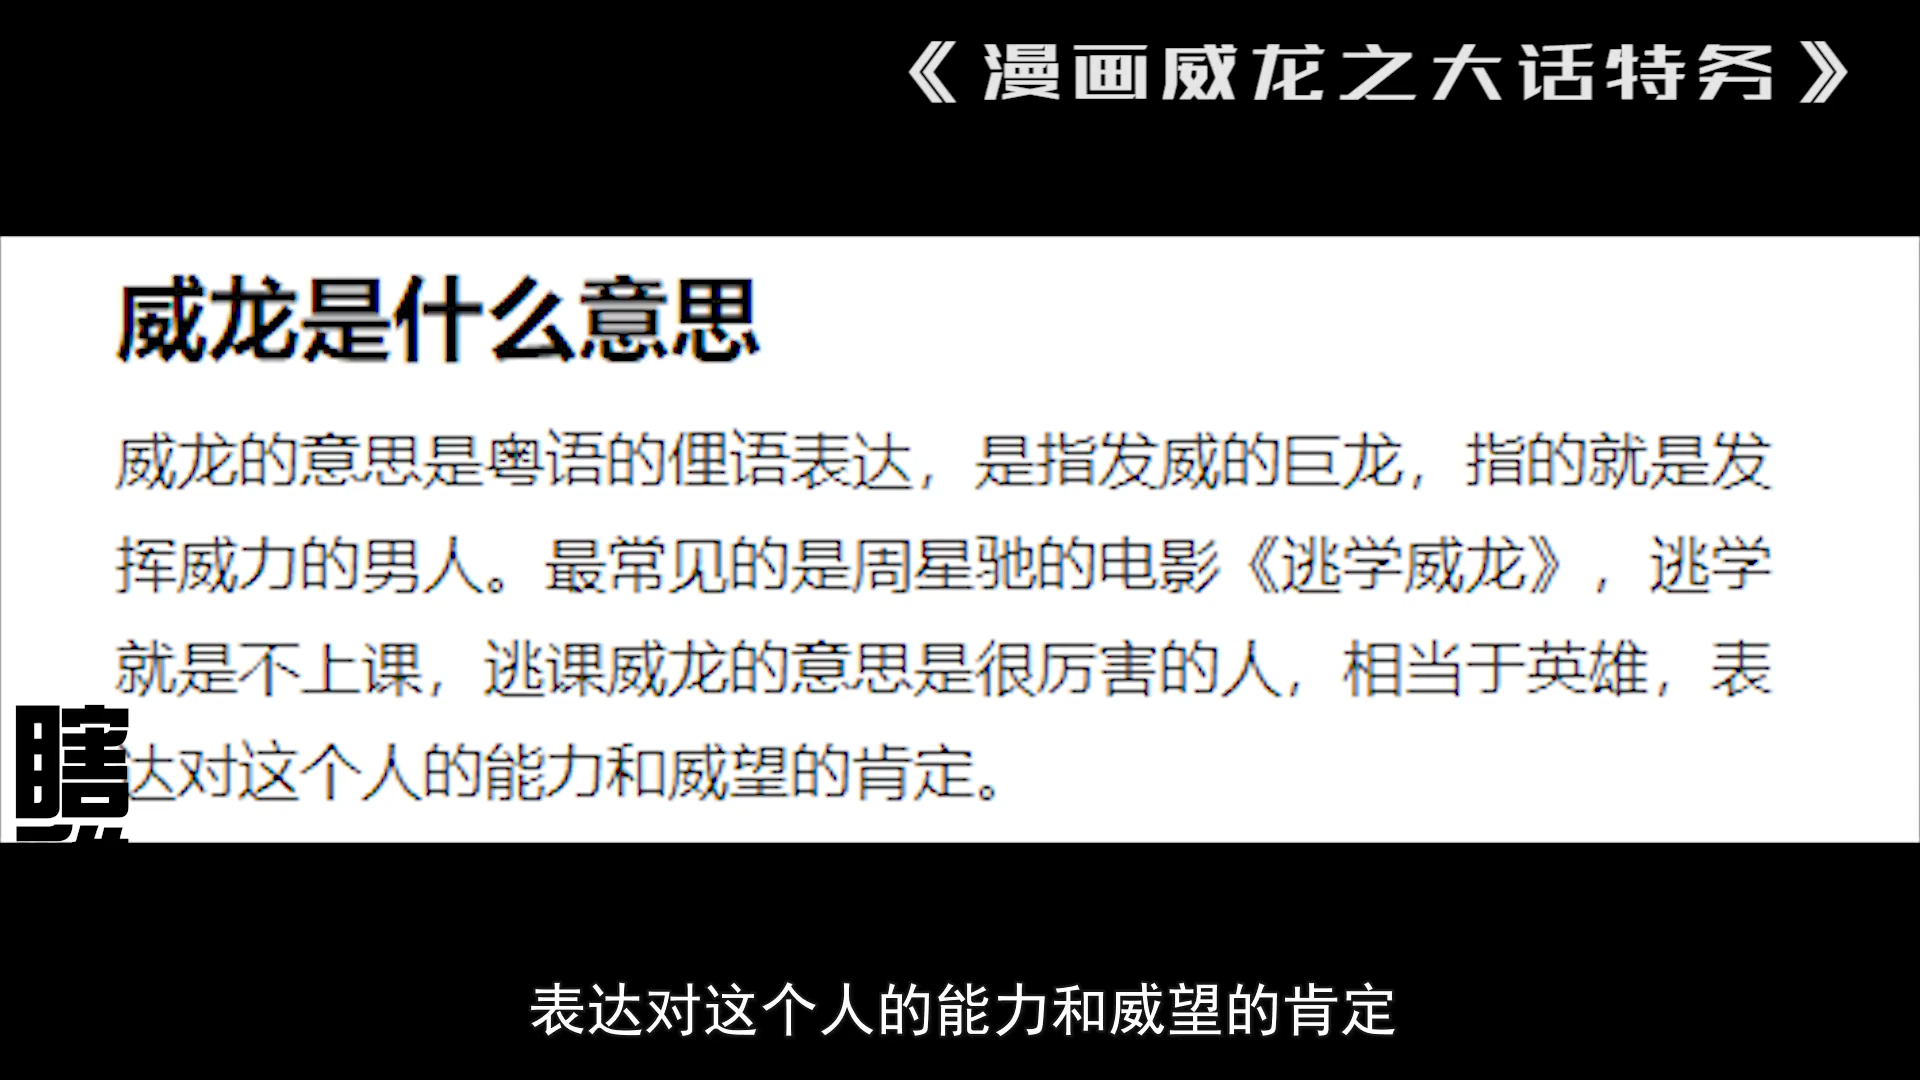 《漫画威龙之大话特务》
威龙是什么意思
威龙的意思是粤语的俚语表达，是指发威的巨龙，指的就是发
挥威力的男人。最常见的是周星驰的电影《逃学威龙》，逃学
就是不上课，逃课威龙的意思是很厉害的人，相当于英雄，表
达对这个人的能力和威望的肯定。
瞎
表达对这个人的能力和威望的肯定